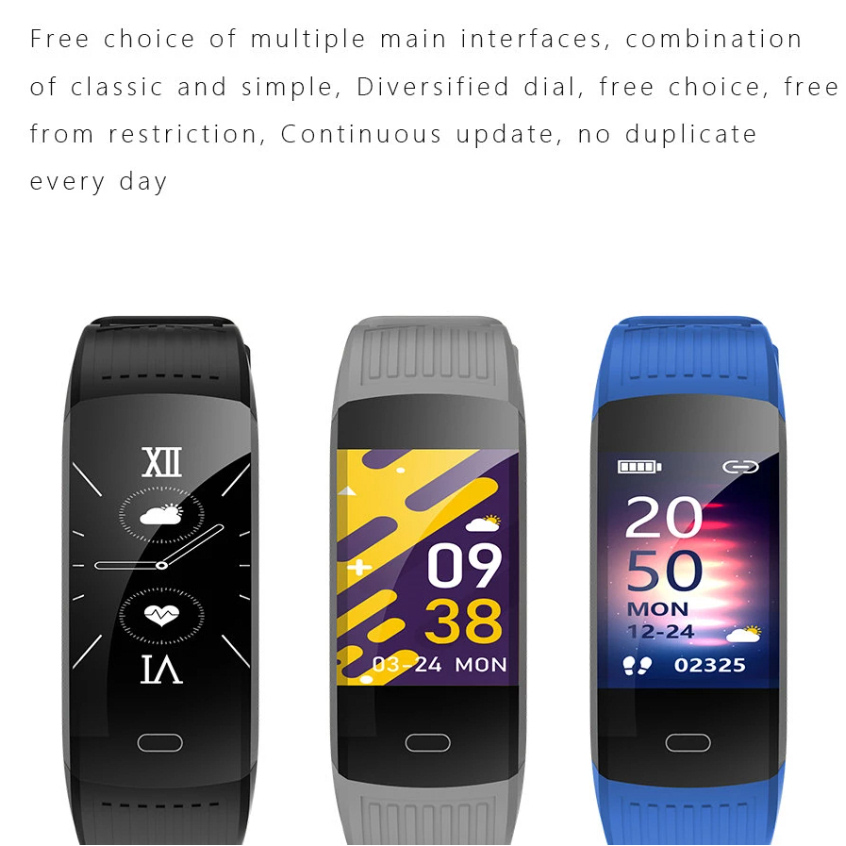 Free choice of multiple main interfaces, combination
of classic and simple, Diversified dial, free choice, free
from restriction, Continuous update, no duplicate
every day
XII
VI
09
38
03-24 MON
20
50
MON
12-24
02325